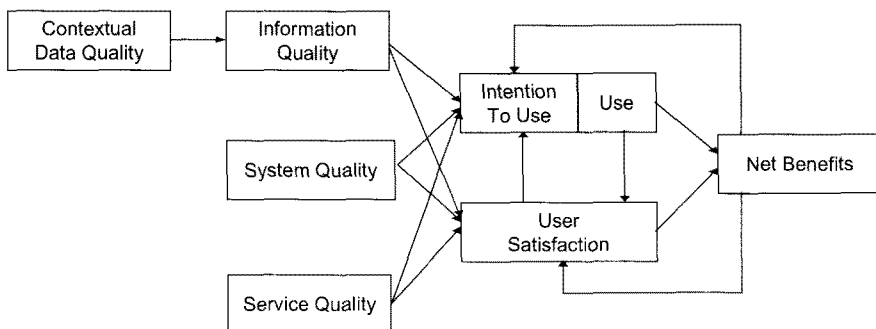 Contextual
Data Quality
Information
Quality
Intention
To Use
Use
System Quality
Net Benefits
User
Satisfaction
Service Quality